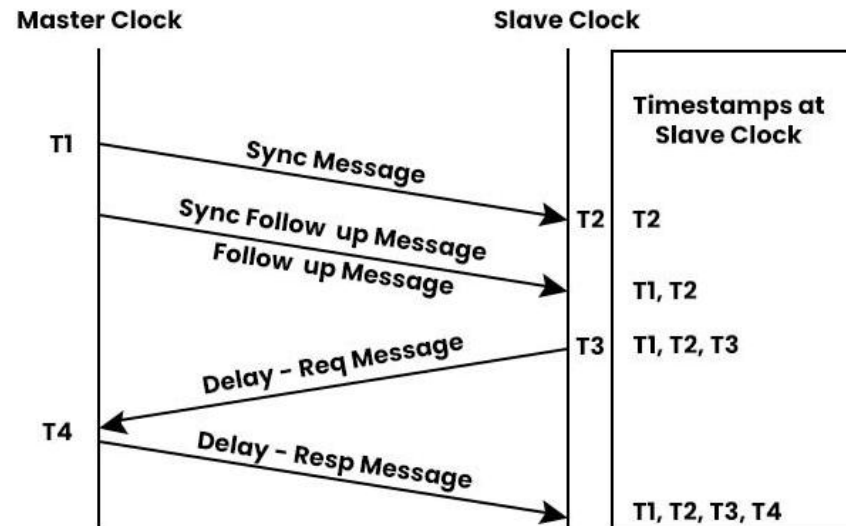 Master Clock
Slave Clock
Timestamps at
Slave Clock
T1
Sync Message
T2
T2
Sync Follow up Message
Follow up Message
T1, T2
T3
T1, T2, T3
Delay - Req Message
T4
Delay - Resp Message
T1, T2, T3, T4